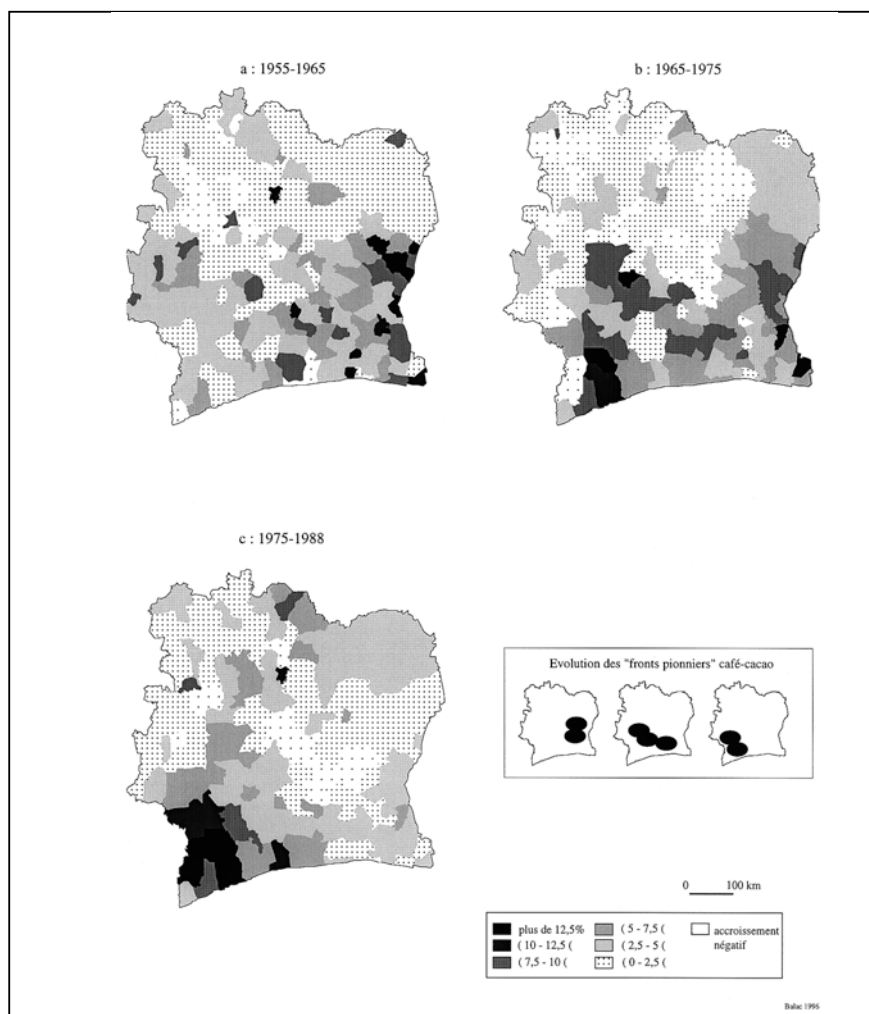 a : 1955-1965
b : 1965-1975
c : 1975-1988
Evolution des "fronts pionniers" café-cacao
0 100 km
plus de 12,5%
( 10 - 12,5 (
( 7,5 - 10 (
( 5 - 7,5 (
( 2,5 - 5 (
( 0 - 2,5 (
accroissement
négatif
Balac 1996